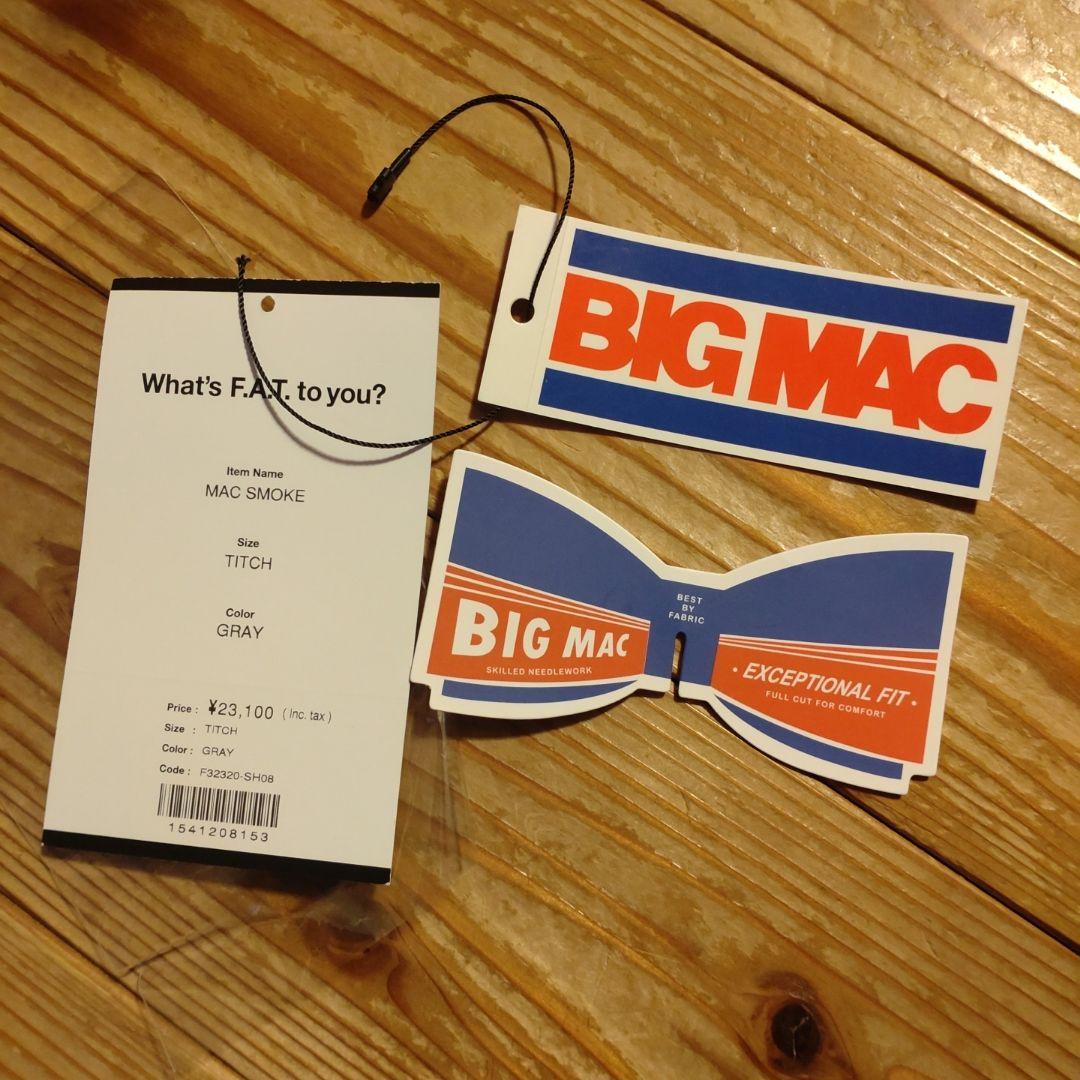 What's F.A.T. to you?
Item Name
MAC SMOKE
Size
TITCH
Color
GRAY
Price : ¥23,100 ( Inc. tax )
Size : TITCH
Color : GRAY
Code : F32320-SH08
1541208153
BIG MAC
BEST
BY
FABRIC
BIG MAC
SKILLED NEEDLEWORK
· EXCEPTIONAL FIT ·
FULL CUT FOR COMFORT